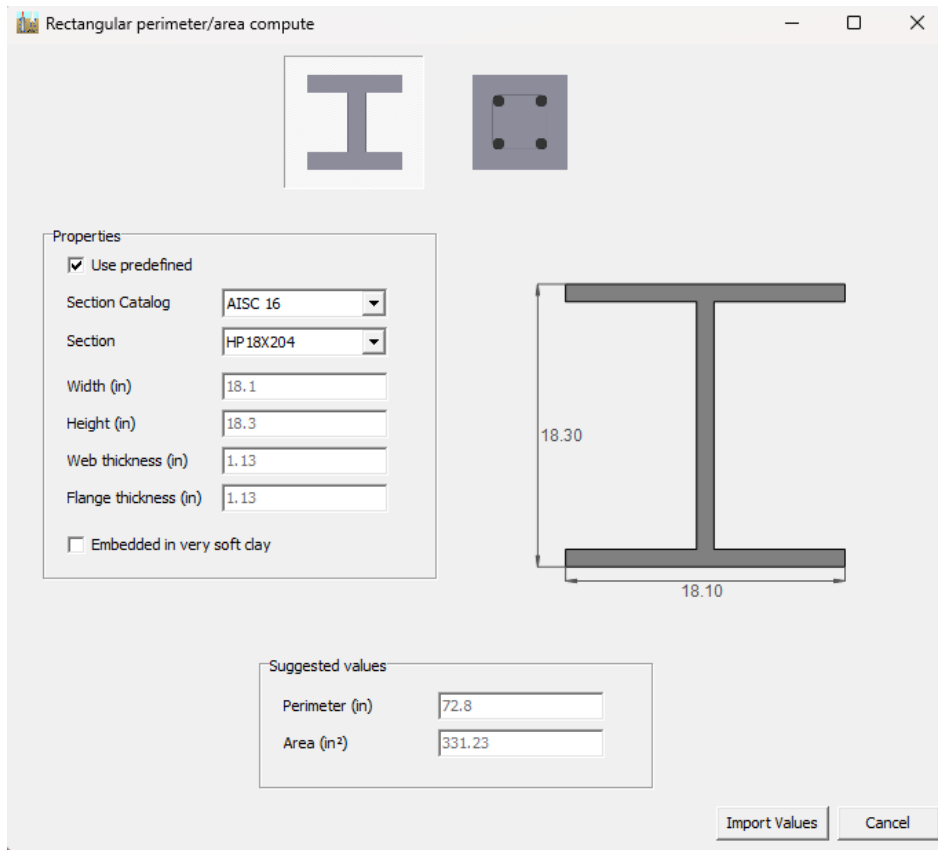 Rectangular perimeter/area compute
Properties
Use predefined
Section Catalog AISC 16
Section HP18X204
Width (in) 18.1
Height (in) 18.3
Web thickness (in) 1.13
Flange thickness (in) 1.13
Embedded in very soft clay
18.30
18.10
Suggested values
Perimeter (in) 72.8
Area (in²) 331.23
Import Values Cancel